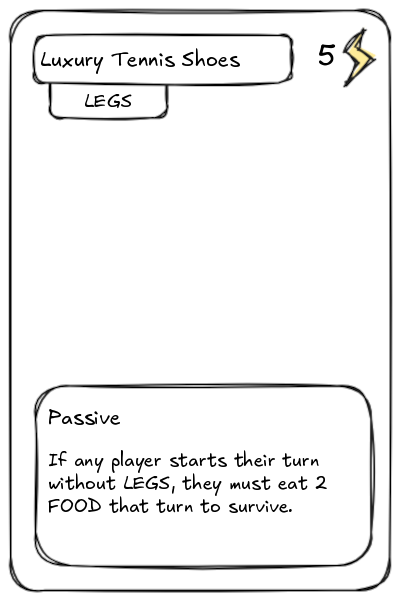 Luxury Tennis Shoes
5
LEGS
Passive
If any player starts their turn
without LEGS, they must eat 2
FOOD that turn to survive.